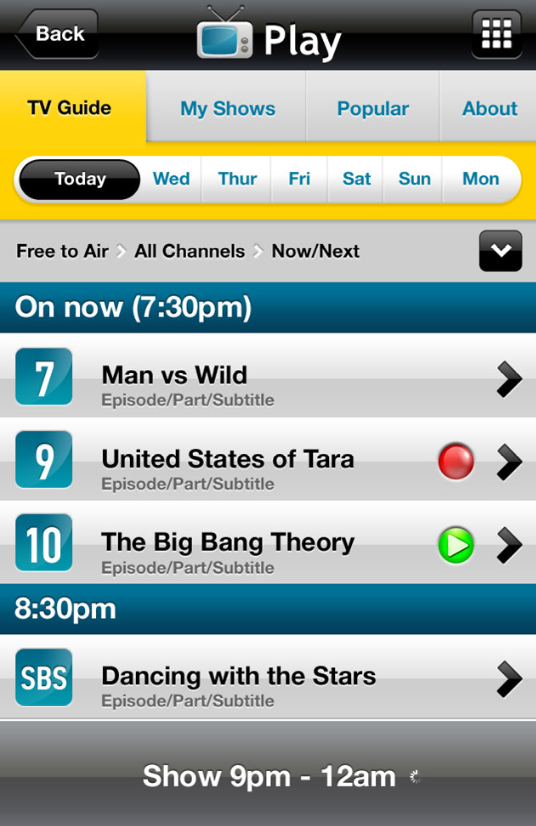 Back
Play
TV Guide
My Shows
Popular
About
Today
Wed
Thur
Fri
Sat
Sun
Mon
Free to Air
All Channels
Now/Next
On now (7:30pm)
7
Man vs Wild
Episode/Part/Subtitle
9
United States of Tara
Episode/Part/Subtitle
10
The Big Bang Theory
Episode/Part/Subtitle
8:30pm
SBS
Dancing with the Stars
Episode/Part/Subtitle
Show 9pm - 12am